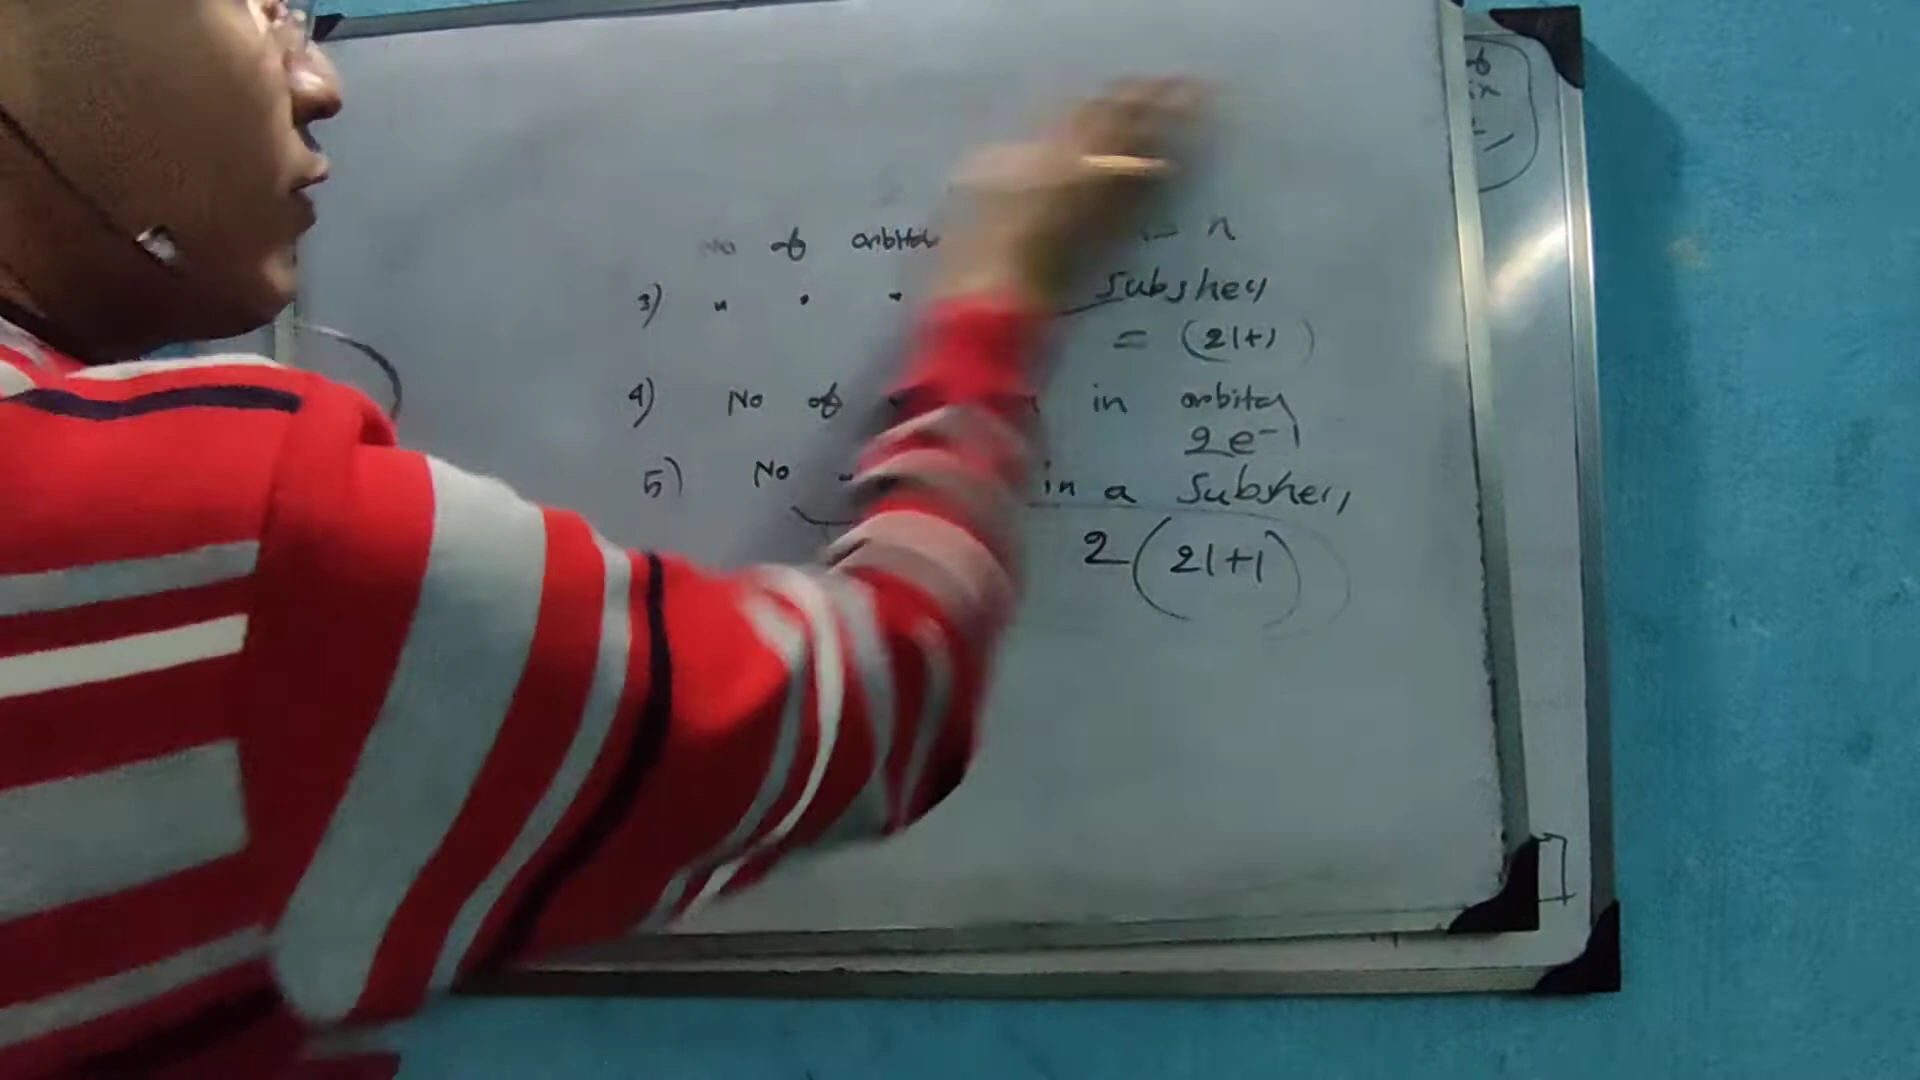 No of orbital n
3) " " " Subshell
= (2l+1)
4) No of in orbital
2e⁻
5) No in a Subshell
2(2l+1)